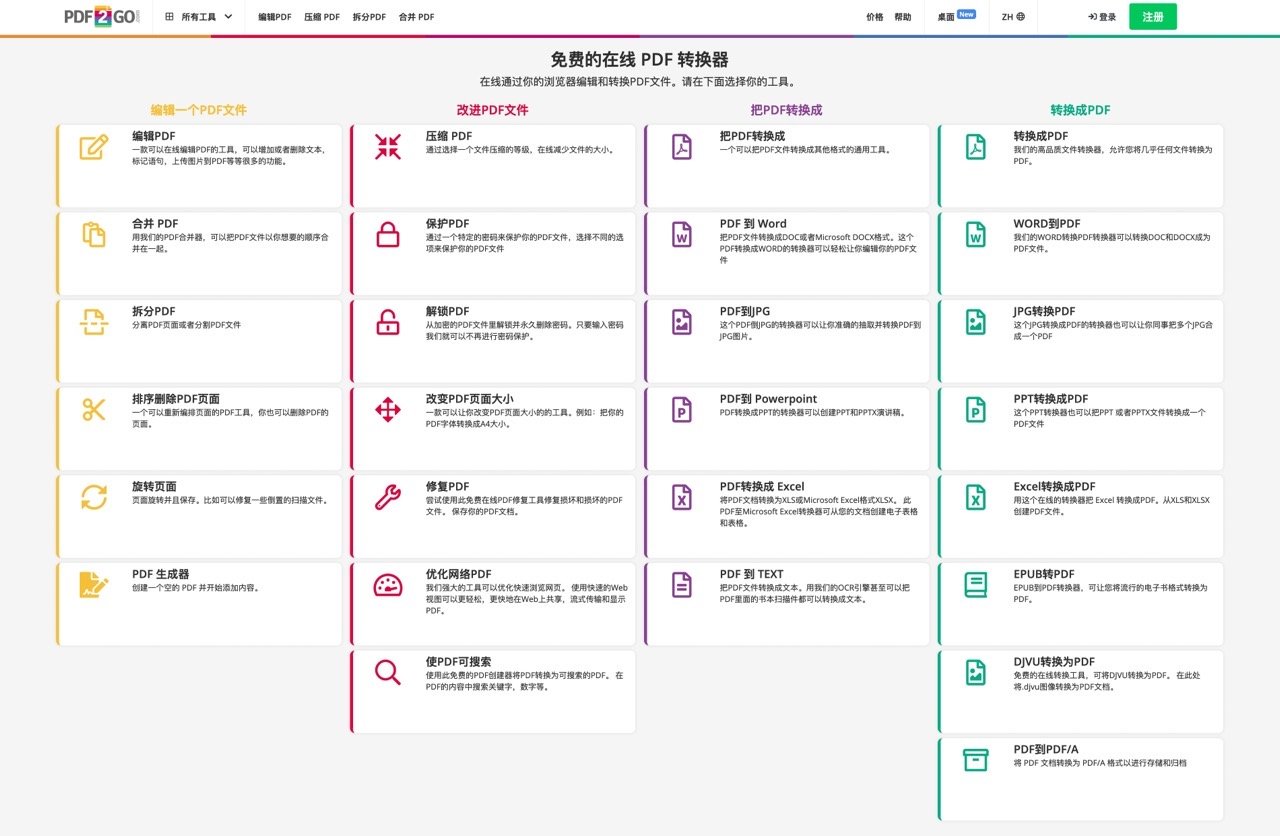 PDF2GO.com
所有工具
编辑PDF
压缩 PDF
拆分PDF
合并 PDF
价格
帮助
桌面 New
ZH
登录
注册
免费的在线 PDF 转换器
在线通过你的浏览器编辑和转换PDF文件。请在下面选择你的工具。
编辑一个PDF文件
编辑PDF
一款可以在线编辑PDF的工具，可以增加或者删除文本，
标记语句、上传图片到PDF等等很多的功能。
合并 PDF
用我们的PDF合并器，可以把PDF文件以你想要的顺序合
并在一起。
拆分PDF
分离PDF页面或者分割PDF文件
排序删除PDF页面
一个可以重新编排页面的PDF工具，你也可以删除PDF的
页面。
旋转页面
页面旋转并且保存。比如可以修复一些倒置的扫描文件。
PDF 生成器
创建一个空的 PDF 并开始添加内容。
改进PDF文件
压缩 PDF
通过选择一个文件压缩的等级，在线减少文件的大小。
保护PDF
通过一个特定的密码来保护你的PDF文件，选择不同的选
项来保护你的PDF文件
解锁PDF
从加密的PDF文件里解锁并永久删除密码。只要输入密码
我们就可以不再进行密码保护。
改变PDF页面大小
一款可以让你改变PDF页面大小的的工具。例如：把你的
PDF字体转换成A4大小。
修复PDF
尝试使用此免费在线PDF修复工具修复损坏和损坏的PDF
文件。 保存你的PDF文档。
优化网络PDF
我们强大的工具可以优化快速浏览网页。 使用快速的Web
视图可以更轻松，更快地在Web上共享，流式传输和显示
PDF。
使PDF可搜索
使用此免费的PDF创建器将PDF转换为可搜索的PDF。 在
PDF的内容中搜索关键字，数字等。
把PDF转换成
把PDF转换成
一个可以把PDF文件转换成其他格式的通用工具。
PDF 到 Word
把PDF文件转换成DOC或者Microsoft DOCX格式。这个
PDF转换成WORD的转换器可以轻松让你编辑你的PDF文
件
PDF到JPG
这个PDF倒JPG的转换器可以让你准确的抽取并转换PDF到
JPG图片。
PDF到 Powerpoint
PDF转换成PPT的转换器可以创建PPT和PPTX演讲稿。
PDF转换成 Excel
将PDF文档转换为XLS或Microsoft Excel格式XLSX。 此
PDF至Microsoft Excel转换器可从您的文档创建电子表格
和表格。
PDF 到 TEXT
把PDF文件转换成文本。用我们的OCR引擎甚至可以把
PDF里面的书本扫描件都可以转换成文本。
转换成PDF
转换成PDF
我们的高品质文件转换器，允许您将几乎任何文件转换为
PDF。
WORD到PDF
我们的WORD转换PDF转换器可以转换DOC和DOCX成为
PDF文件。
JPG转换PDF
这个JPG转换成PDF的转换器也可以让你同事把多个JPG合
成一个PDF
PPT转换成PDF
这个PPT转换器也可以把PPT 或者PPTX文件转换成一个
PDF文件
Excel转换成PDF
用这个在线的转换器把 Excel 转换成PDF。从XLS和XLSX
创建PDF文件。
EPUB转PDF
EPUB到PDF转换器，可让您将流行的电子书格式转换为
PDF。
DJVU转换为PDF
免费的在线转换工具，可将DJVU转换为PDF。 在此处
将.djvu图像转换为PDF文档。
PDF到PDF/A
将 PDF 文档转换为 PDF/A 格式以进行存储和归档